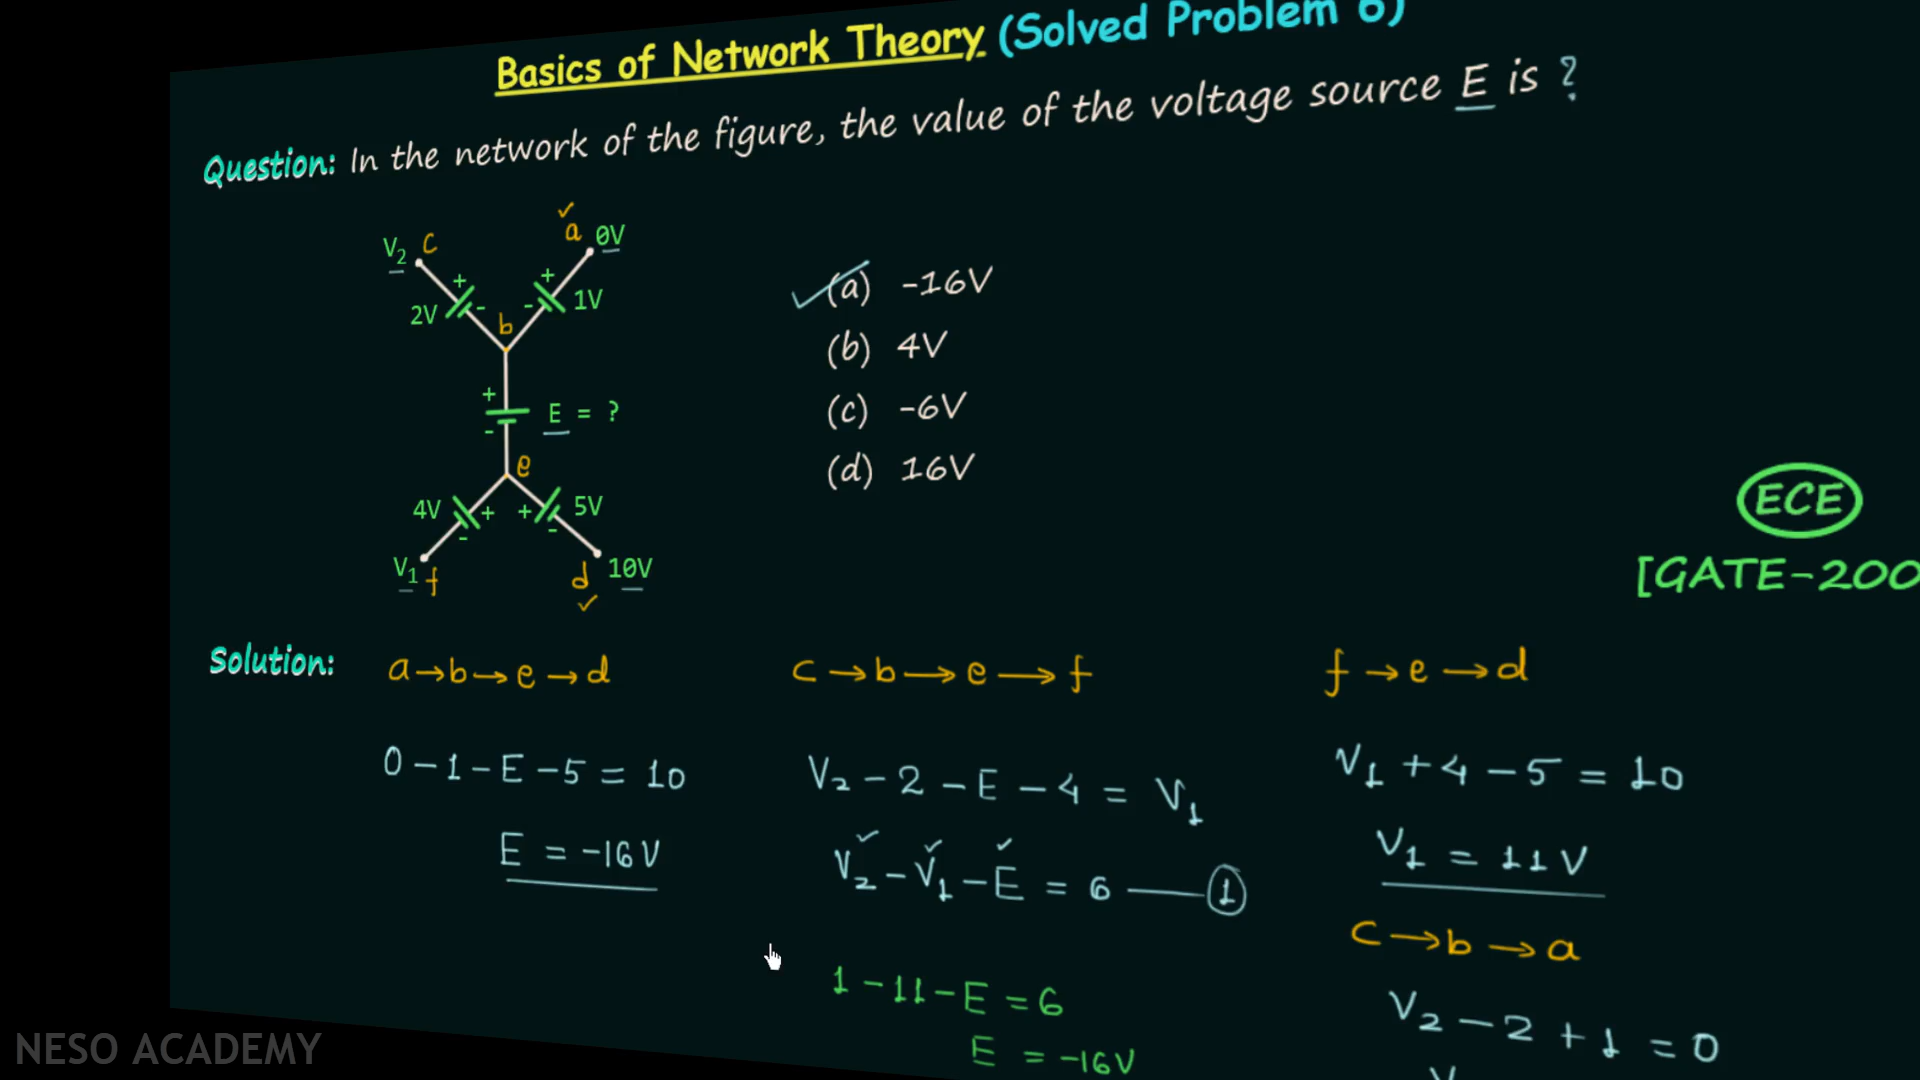 Basics of Network Theory (Solved Problem 6)
Question: In the network of the figure, the value of the voltage source E is ?
V2 c
a 0V
+ - 2V
+ - 1V
b
+ - E = ?
e
4V + -
+ - 5V
V1 f
d 10V
(a) -16V
(b) 4V
(c) -6V
(d) 16V
ECE
[GATE-200
Solution:
a→b→e→d
0-1-E-5 = 10
E = -16V
c→b→e→f
V2 - 2 - E - 4 = V1
V2 - V1 - E = 6 — 1
1 - 11 - E = 6
E = -16V
f→e→d
V1 + 4 - 5 = 10
V1 = 11V
c→b→a
V2 - 2 + 1 = 0
NESO ACADEMY